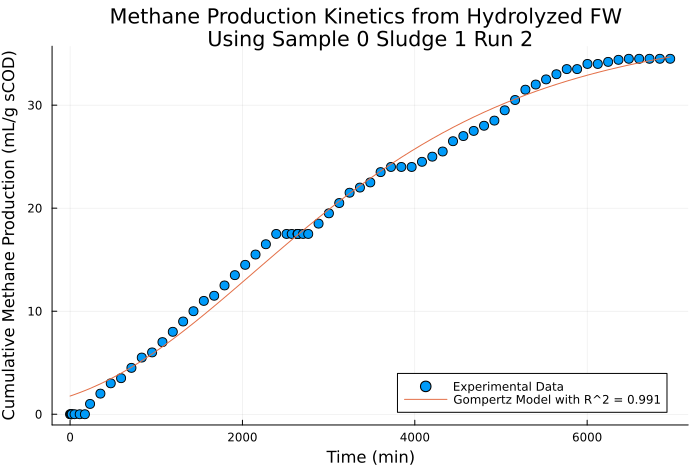 Methane Production Kinetics from Hydrolyzed FW
Using Sample 0 Sludge 1 Run 2
Cumulative Methane Production (mL/g sCOD)
30
20
10
0
Experimental Data
Gompertz Model with R^2 = 0.991
0 2000 4000 6000
Time (min)